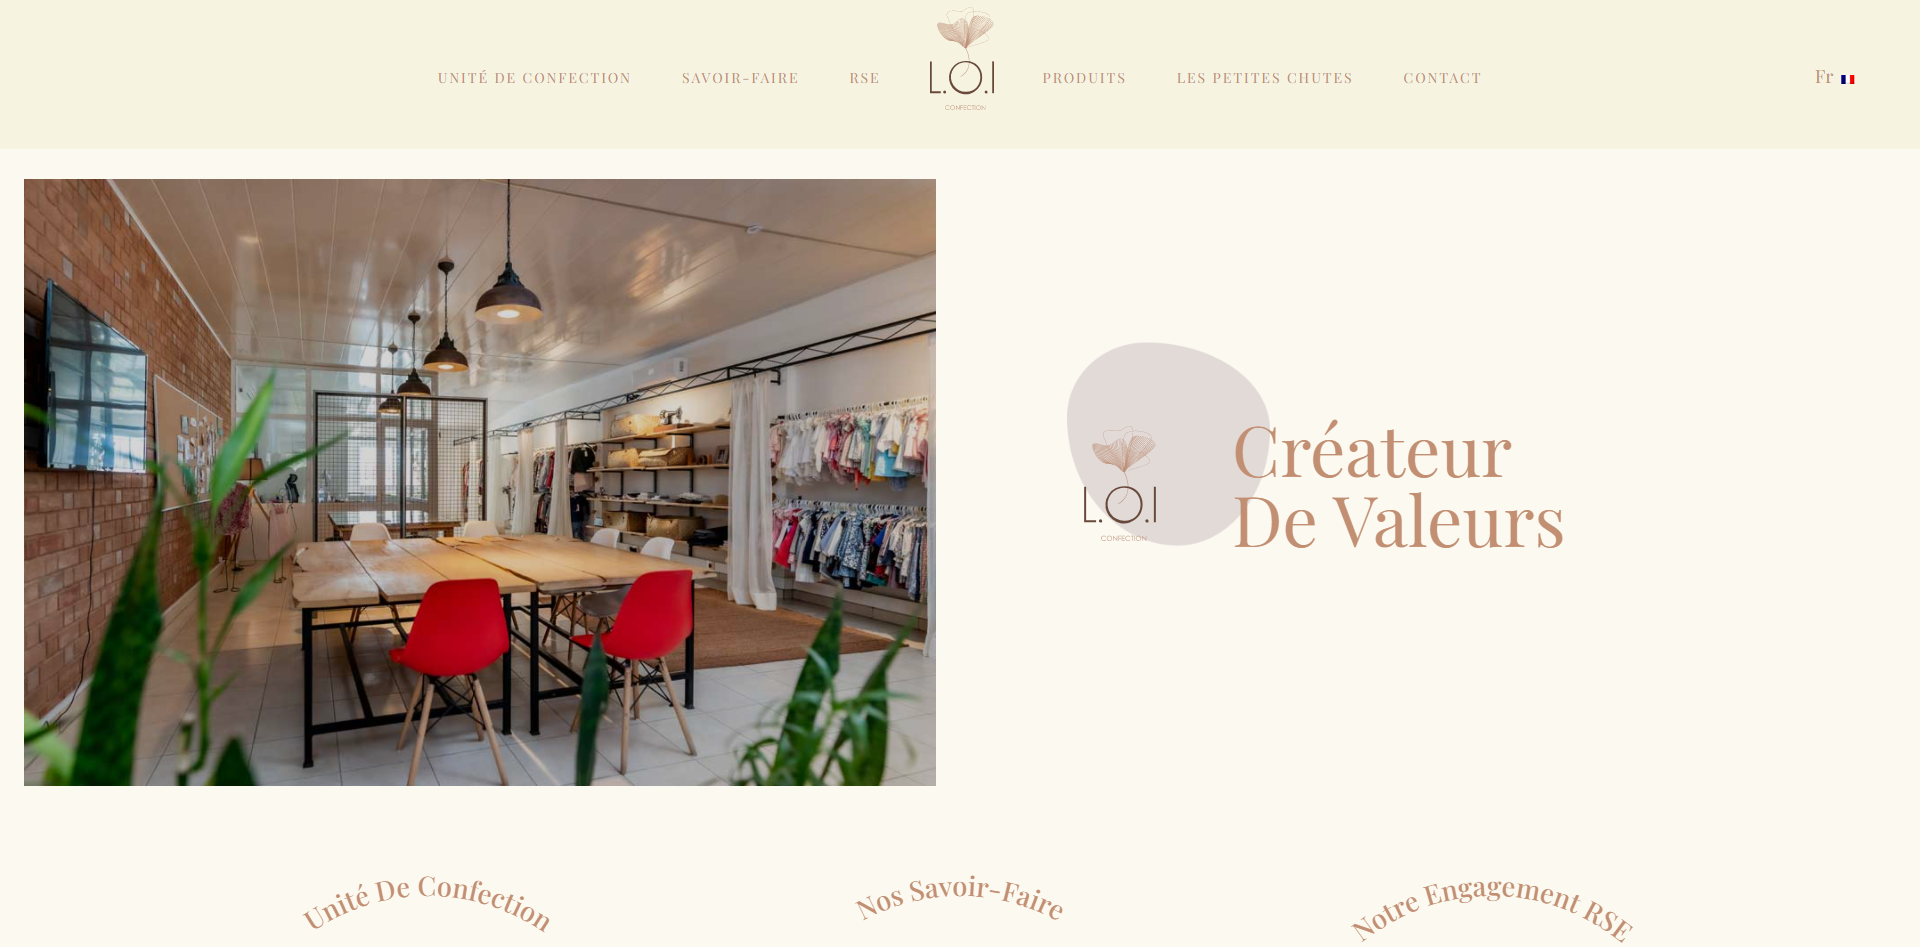 UNITÉ DE CONFECTION
SAVOIR-FAIRE
RSE
L.O.I
CONFECTION
PRODUITS
LES PETITES CHUTES
CONTACT
Fr
L.O.I
CONFECTION
Créateur
De Valeurs
Unité De Confection
Nos Savoir-Faire
Notre Engagement RSE